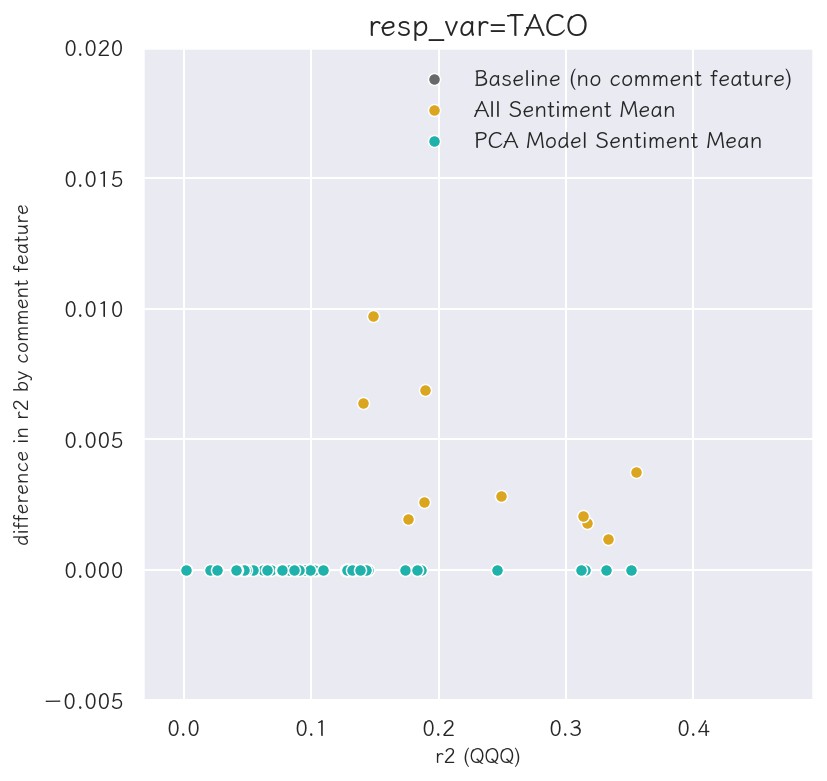 resp_var=TACO
0.020
Baseline (no comment feature)
All Sentiment Mean
PCA Model Sentiment Mean
0.015
0.010
0.005
0.000
−0.005
difference in r2 by comment feature
0.0 0.1 0.2 0.3 0.4
r2 (QQQ)